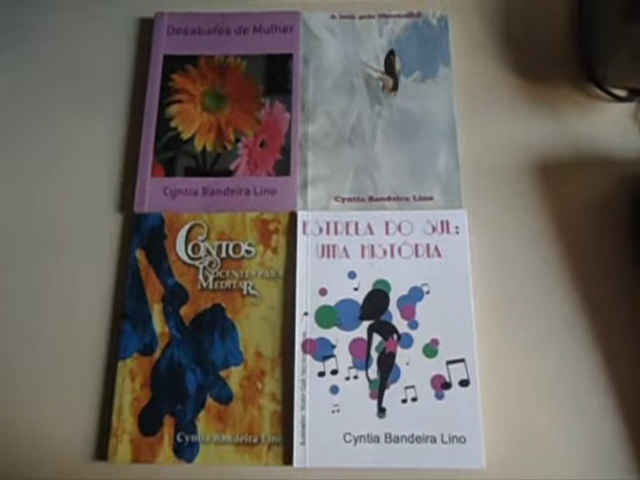 Desabafos de Mulher
Cyntia Bandeira Lino
A luta pela
Cyntia Bandeira Lino
CONTOS
INOCENTES PARA
MEDITAR
Cyntia Bandeira Lino
ESTRELA DO SUL:
UMA HISTÓRIA
Cyntia Bandeira Lino